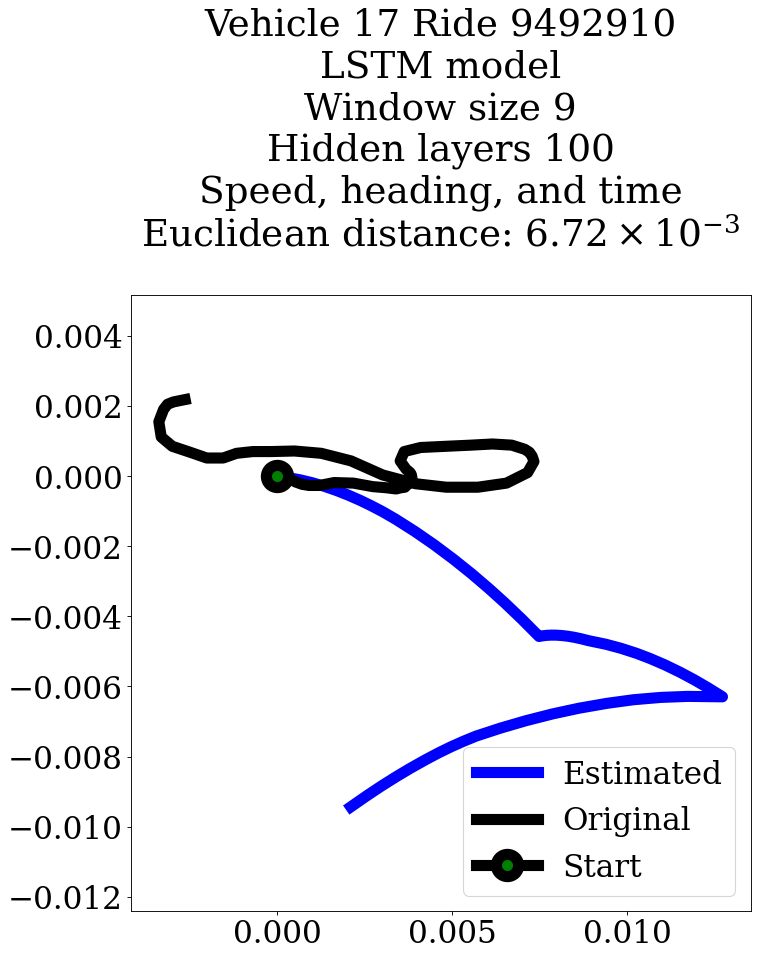 Vehicle 17 Ride 9492910
LSTM model
Window size 9
Hidden layers 100
Speed, heading, and time
Euclidean distance: 6.72 × 10⁻³
0.004
0.002
0.000
−0.002
−0.004
−0.006
−0.008
−0.010
−0.012
Estimated
Original
Start
0.000 0.005 0.010